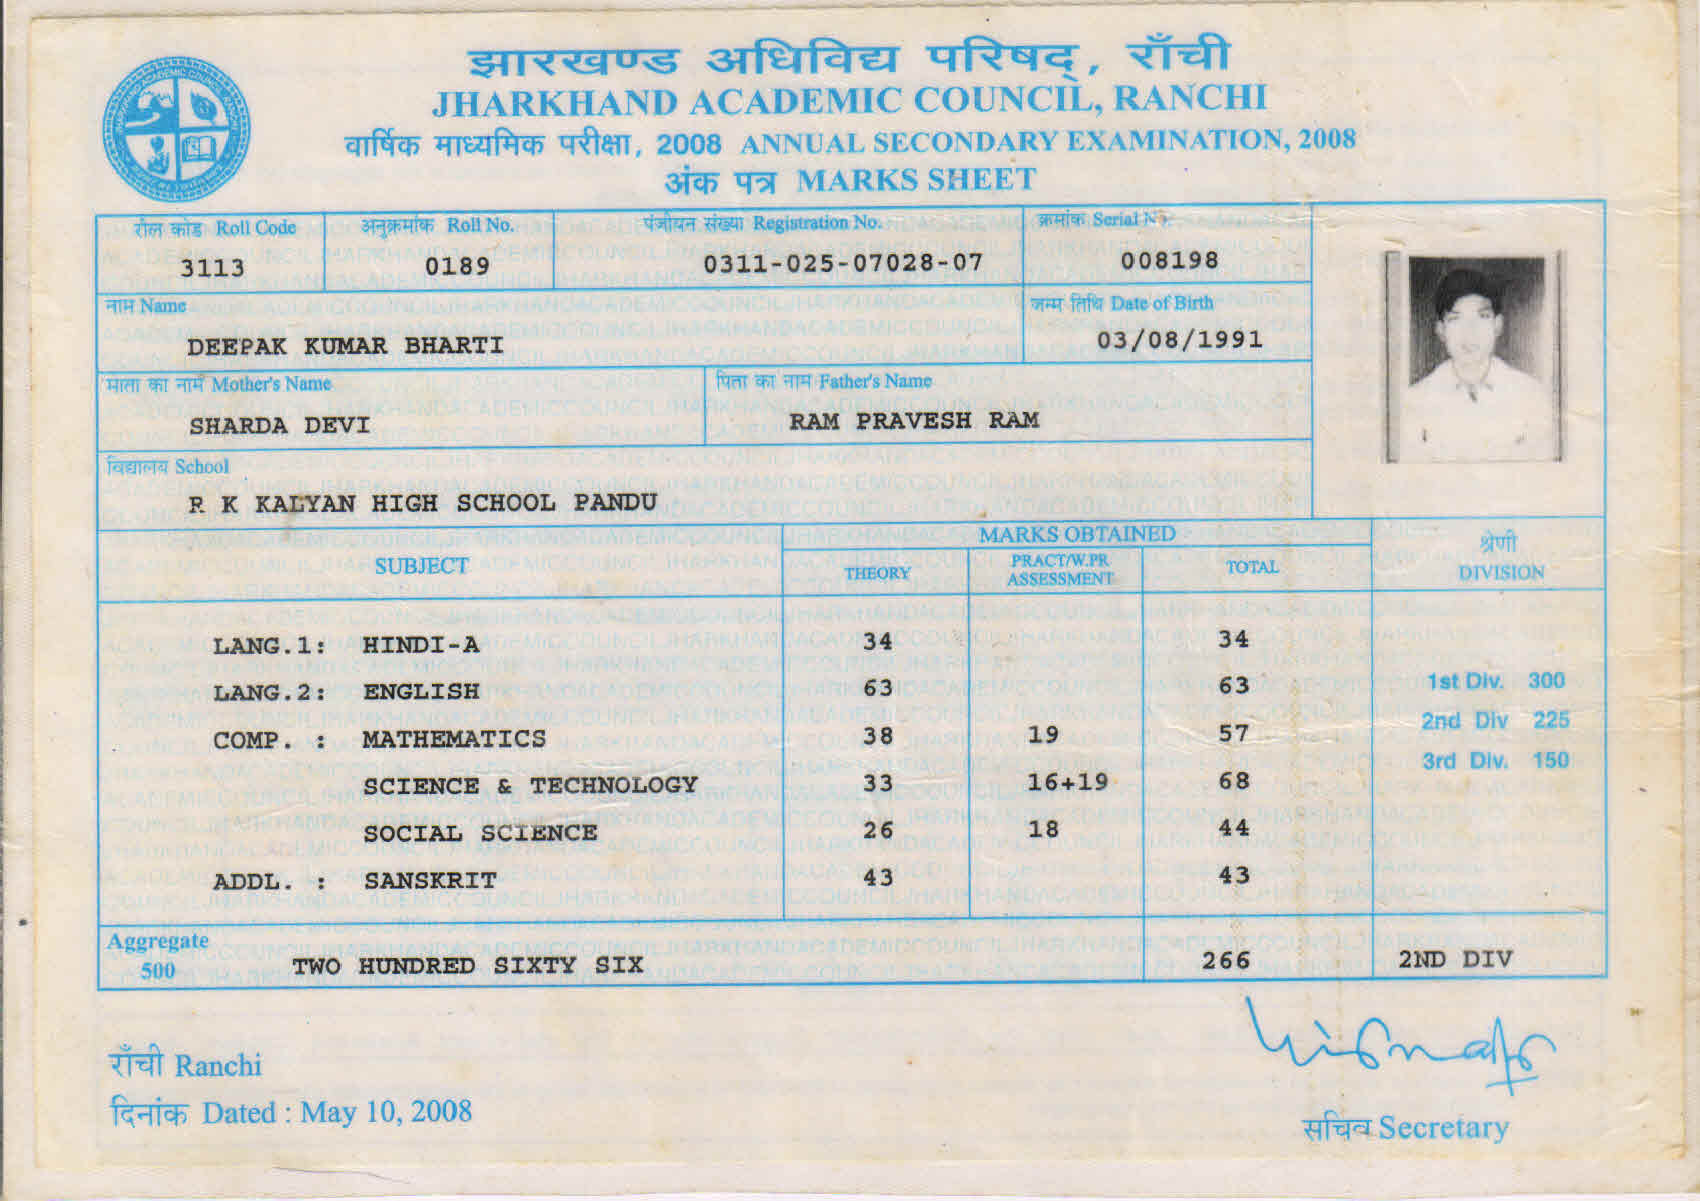 झारखण्ड अधिविद्य परिषद्, राँची
JHARKHAND ACADEMIC COUNCIL, RANCHI
वार्षिक माध्यमिक परीक्षा, 2008 ANNUAL SECONDARY EXAMINATION, 2008
अंक पत्र MARKS SHEET
रोल कोड Roll Code अनुक्रमांक Roll No. पंजीयन संख्या Registration No. क्रमांक Serial No.
3113 0189 0311-025-07028-07 008198
नाम Name जन्म तिथि Date of Birth
DEEPAK KUMAR BHARTI 03/08/1991
माता का नाम Mother's Name पिता का नाम Father's Name
SHARDA DEVI RAM PRAVESH RAM
विद्यालय School
R K KALYAN HIGH SCHOOL PANDU
SUBJECT MARKS OBTAINED श्रेणी DIVISION
THEORY PRACT/W.PR ASSESSMENT TOTAL
LANG.1: HINDI-A 34 34
LANG.2: ENGLISH 63 63
1st Div. 300
2nd Div 225
3rd Div. 150
COMP. : MATHEMATICS 38 19 57
SCIENCE & TECHNOLOGY 33 16+19 68
SOCIAL SCIENCE 26 18 44
ADDL. : SANSKRIT 43 43
Aggregate
500 TWO HUNDRED SIXTY SIX 266 2ND DIV
राँची Ranchi
दिनांक Dated : May 10, 2008
सचिव Secretary